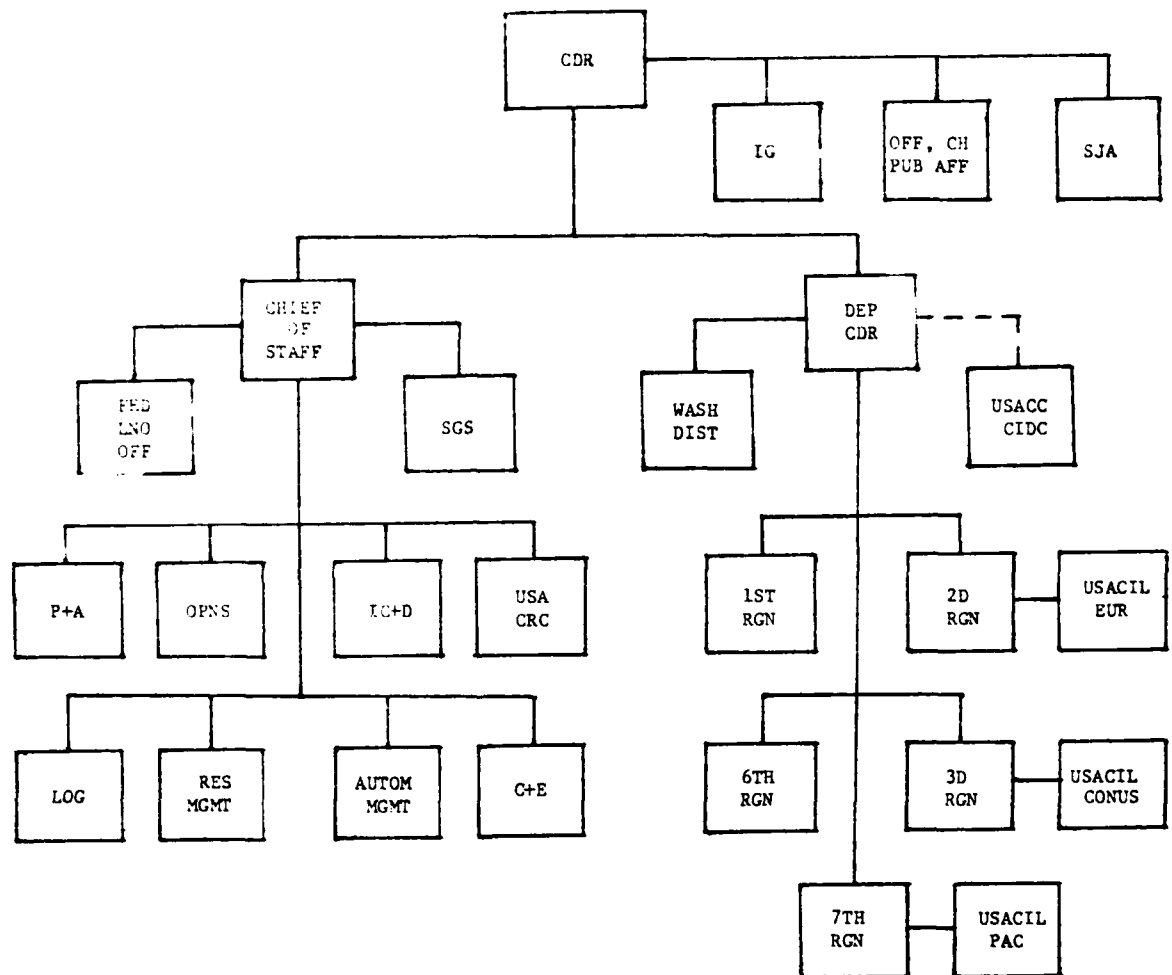 CDR
IG
OFF, CH
PUB AFF
SJA
CHIEF
OF
STAFF
DEP
CDR
LNO
OFF
SGS
WASH
DIST
USACC
CIDC
P+A
OPNS
IC+D
USA
CRC
1ST
RGN
2D
RGN
USACIL
EUR
LOG
RES
MGMT
AUTOM
MGMT
C+E
6TH
RGN
3D
RGN
USACIL
CONUS
7TH
RGN
USACIL
PAC